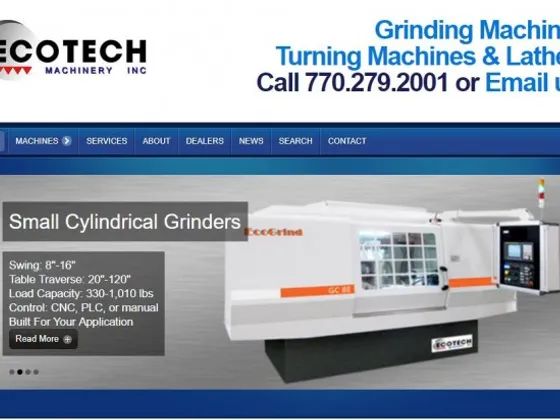 ECOTECH
MACHINERY INC
Grinding Machin
Turning Machines & Lathe
Call 770.279.2001 or Email u
MACHINES
SERVICES
ABOUT
DEALERS
NEWS
SEARCH
CONTACT
Small Cylindrical Grinders
EcoGrind
Swing: 8"-16"
Table Traverse: 20"-120"
Load Capacity: 330-1,010 lbs
Control: CNC, PLC, or manual
Built For Your Application
Read More
GC 8E
ECOTECH